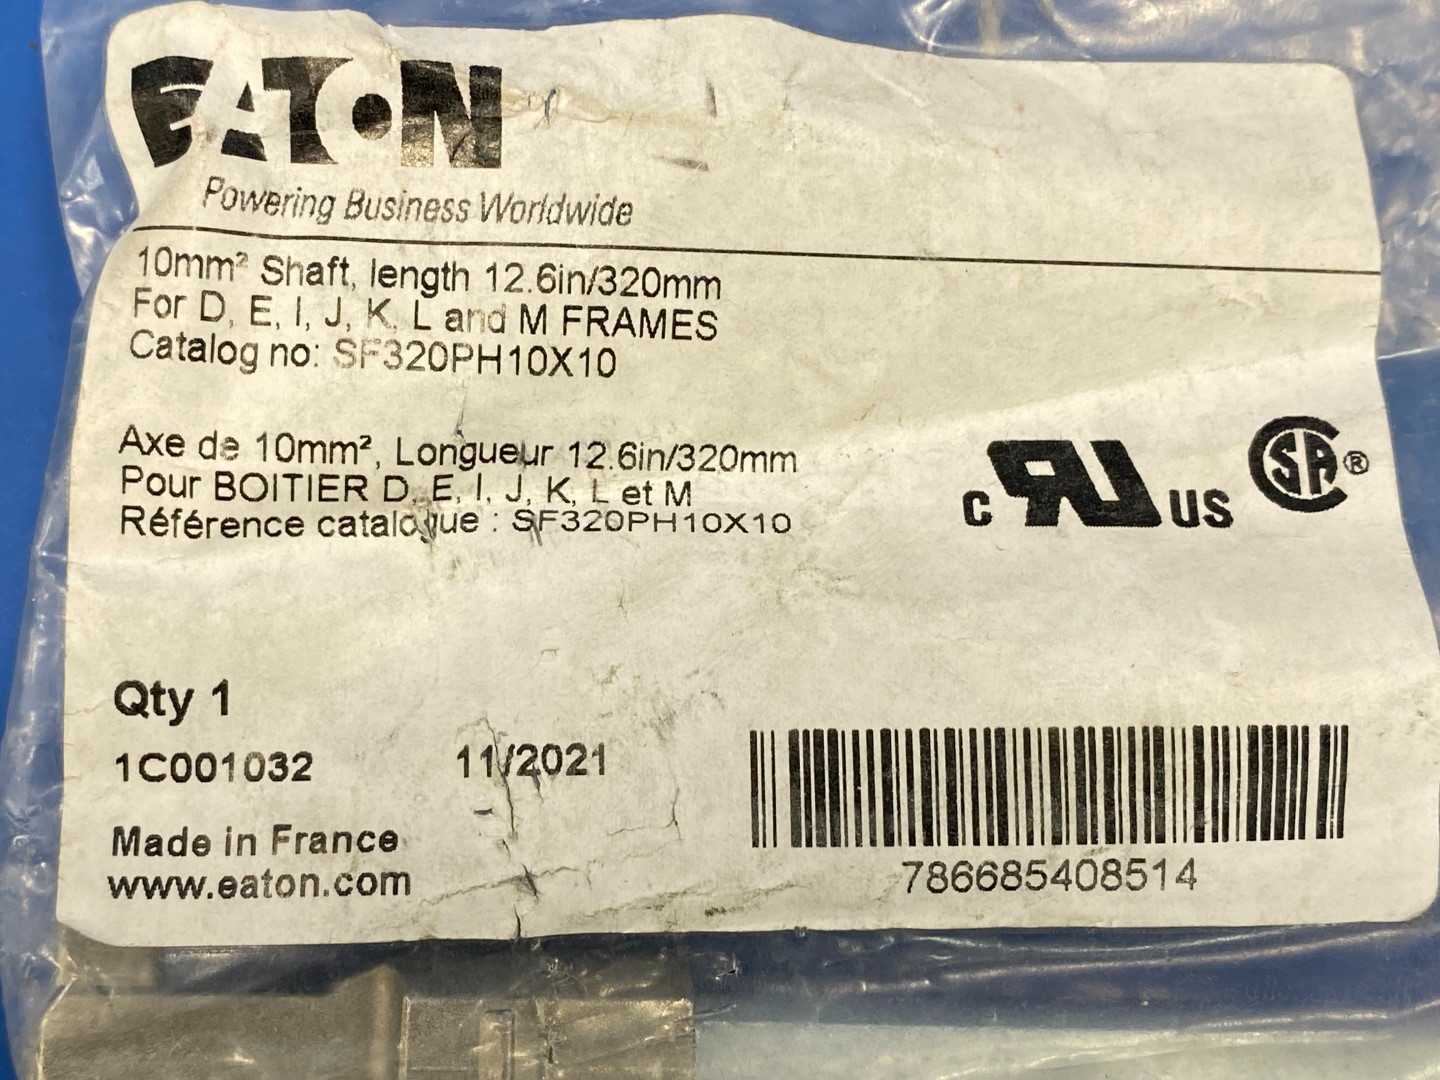 EATON
Powering Business Worldwide
10mm² Shaft, length 12.6in/320mm
For D, E, I, J, K, L and M FRAMES
Catalog no: SF320PH10X10
Axe de 10mm², Longueur 12.6in/320mm
Pour BOITIER D, E, I, J, K, L et M
Référence catalogue : SF320PH10X10
c RU US SA ®
Qty 1
1C001032 11/2021
Made in France
www.eaton.com
786685408514